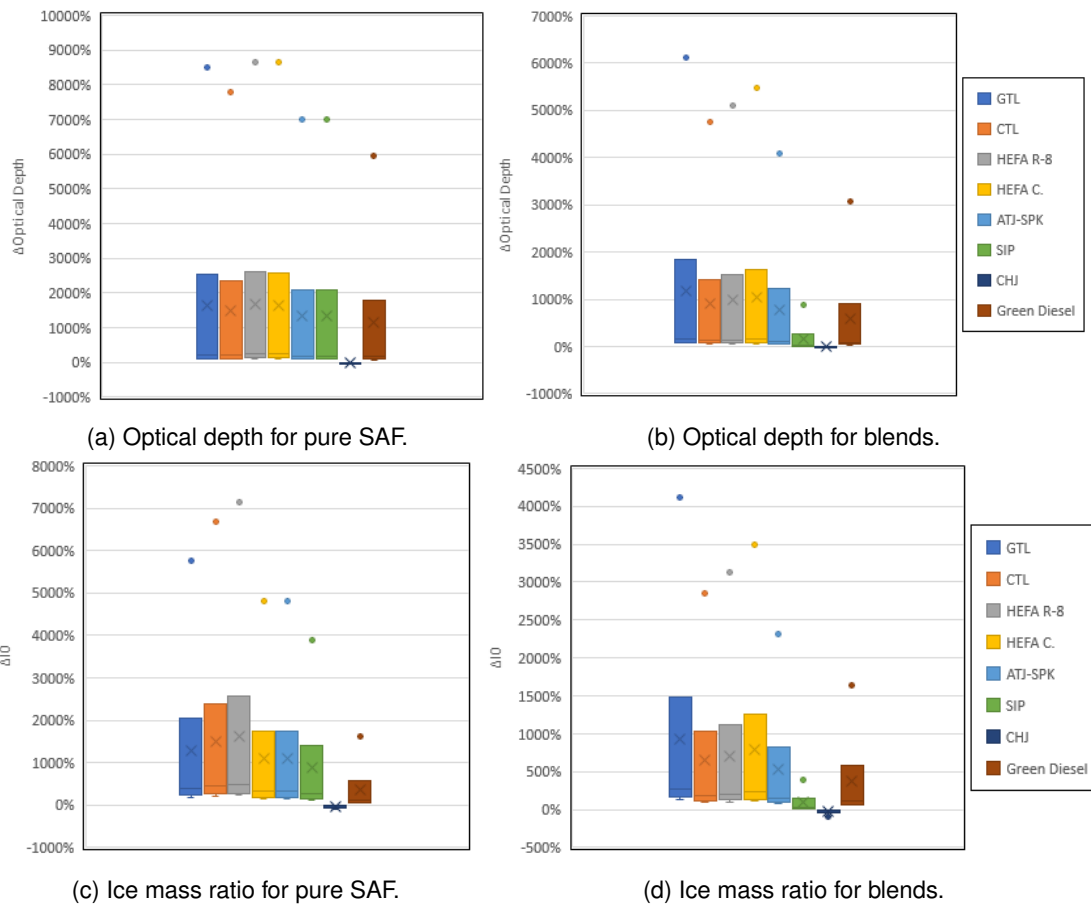 10000%
9000%
8000%
7000%
6000%
5000%
4000%
3000%
2000%
1000%
0%
-1000%
ΔOptical Depth
(a) Optical depth for pure SAF.
7000%
6000%
5000%
4000%
3000%
2000%
1000%
0%
-1000%
ΔOptical Depth
GTL
CTL
HEFA R-8
HEFA C.
ATJ-SPK
SIP
CHJ
Green Diesel
(b) Optical depth for blends.
8000%
7000%
6000%
5000%
4000%
3000%
2000%
1000%
0%
-1000%
ΔI0
(c) Ice mass ratio for pure SAF.
4500%
4000%
3500%
3000%
2500%
2000%
1500%
1000%
500%
0%
-500%
ΔI0
GTL
CTL
HEFA R-8
HEFA C.
ATJ-SPK
SIP
CHJ
Green Diesel
(d) Ice mass ratio for blends.